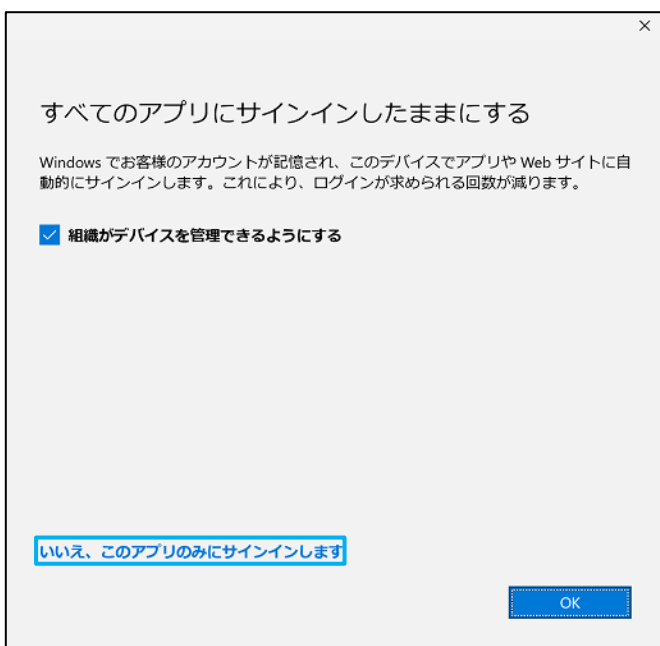 すべてのアプリにサインインしたままにする
Windows でお客様のアカウントが記憶され、このデバイスでアプリや Web サイトに自
動的にサインインします。これにより、ログインが求められる回数が減ります。
組織がデバイスを管理できるようにする
いいえ、このアプリのみにサインインします
OK